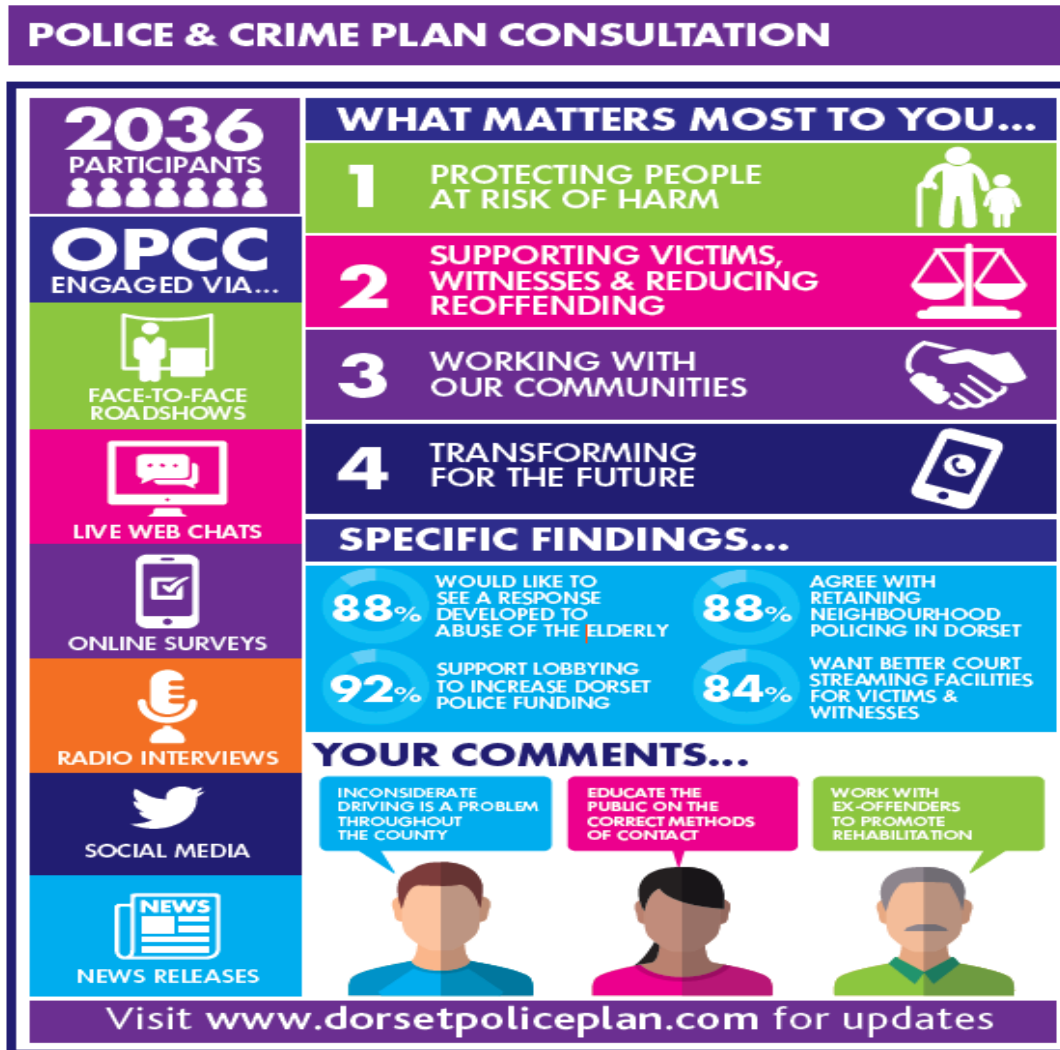 POLICE & CRIME PLAN CONSULTATION
2036
PARTICIPANTS
OPCC
ENGAGED VIA...
FACE-TO-FACE
ROADSHOWS
LIVE WEB CHATS
ONLINE SURVEYS
RADIO INTERVIEWS
SOCIAL MEDIA
NEWS
NEWS RELEASES
WHAT MATTERS MOST TO YOU...
1
PROTECTING PEOPLE
AT RISK OF HARM
2
SUPPORTING VICTIMS,
WITNESSES & REDUCING
REOFFENDING
3
WORKING WITH
OUR COMMUNITIES
4
TRANSFORMING
FOR THE FUTURE
SPECIFIC FINDINGS...
88%
WOULD LIKE TO
SEE A RESPONSE
DEVELOPED TO
ABUSE OF THE ELDERLY
88%
AGREE WITH
RETAINING
NEIGHBOURHOOD
POLICING IN DORSET
92%
SUPPORT LOBBYING
TO INCREASE DORSET
POLICE FUNDING
84%
WANT BETTER COURT
STREAMING FACILITIES
FOR VICTIMS &
WITNESSES
YOUR COMMENTS...
INCONSIDERATE
DRIVING IS A PROBLEM
THROUGHOUT
THE COUNTY
EDUCATE THE
PUBLIC ON THE
CORRECT METHODS
OF CONTACT
WORK WITH
EX-OFFENDERS
TO PROMOTE
REHABILITATION
Visit www.dorsetpoliceplan.com for updates